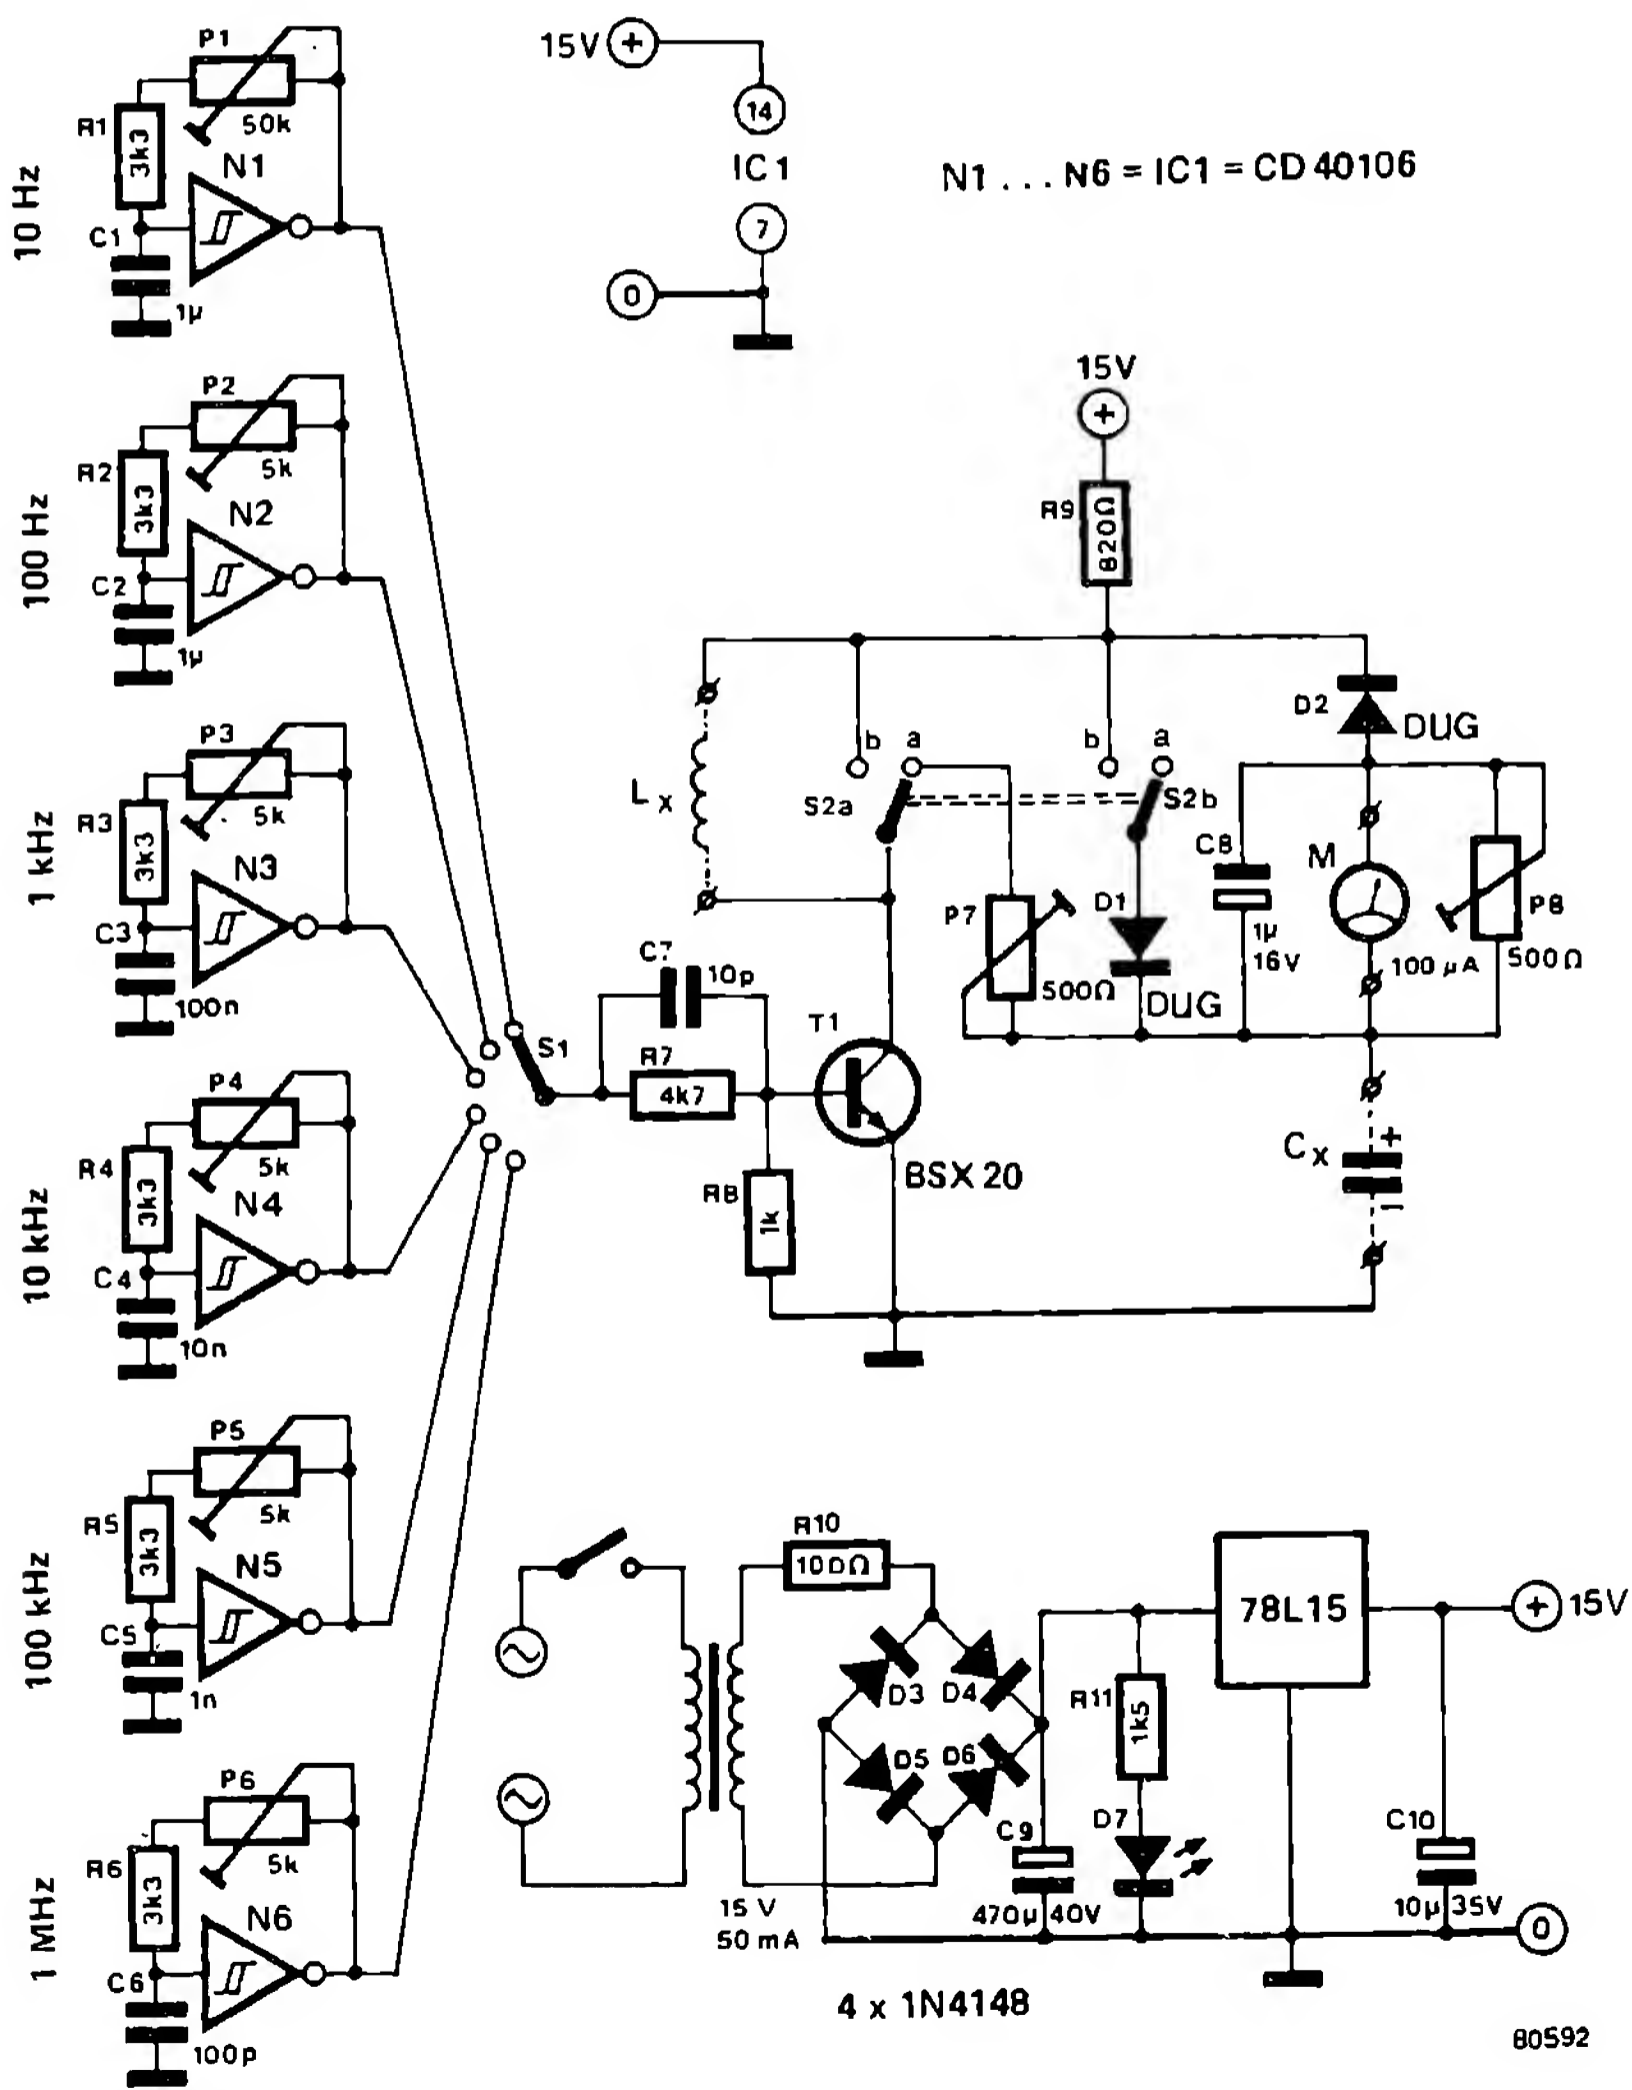 10 Hz
P1
50k
R1
3k3
N1
C1
1µ
100 Hz
P2
5k
R2
3k3
N2
C2
1µ
1 kHz
P3
5k
R3
3k3
N3
C3
100n
10 kHz
P4
5k
R4
3k3
N4
C4
10n
100 kHz
P5
5k
R5
3k3
N5
C5
1n
1 MHz
P6
5k
R6
3k3
N6
C6
100p
15V +
14
IC1
7
0
N1 . . . N6 = IC1 = CD 40106
15V
+
R9
820Ω
Lx
b a
S2a
b a
S2b
D2
DUG
P7
500Ω
D1
DUG
C8
1µ
16V
M
100 µA
P8
500Ω
S1
C7
10p
R7
4k7
T1
BSX 20
R8
1k
Cx
+
−
R10
100Ω
D3 D4
D5 D6
15 V
50 mA
4 x 1N4148
C9
470µ 40V
R11
1k5
D7
78L15
C10
10µ 35V
+ 15V
0
80592